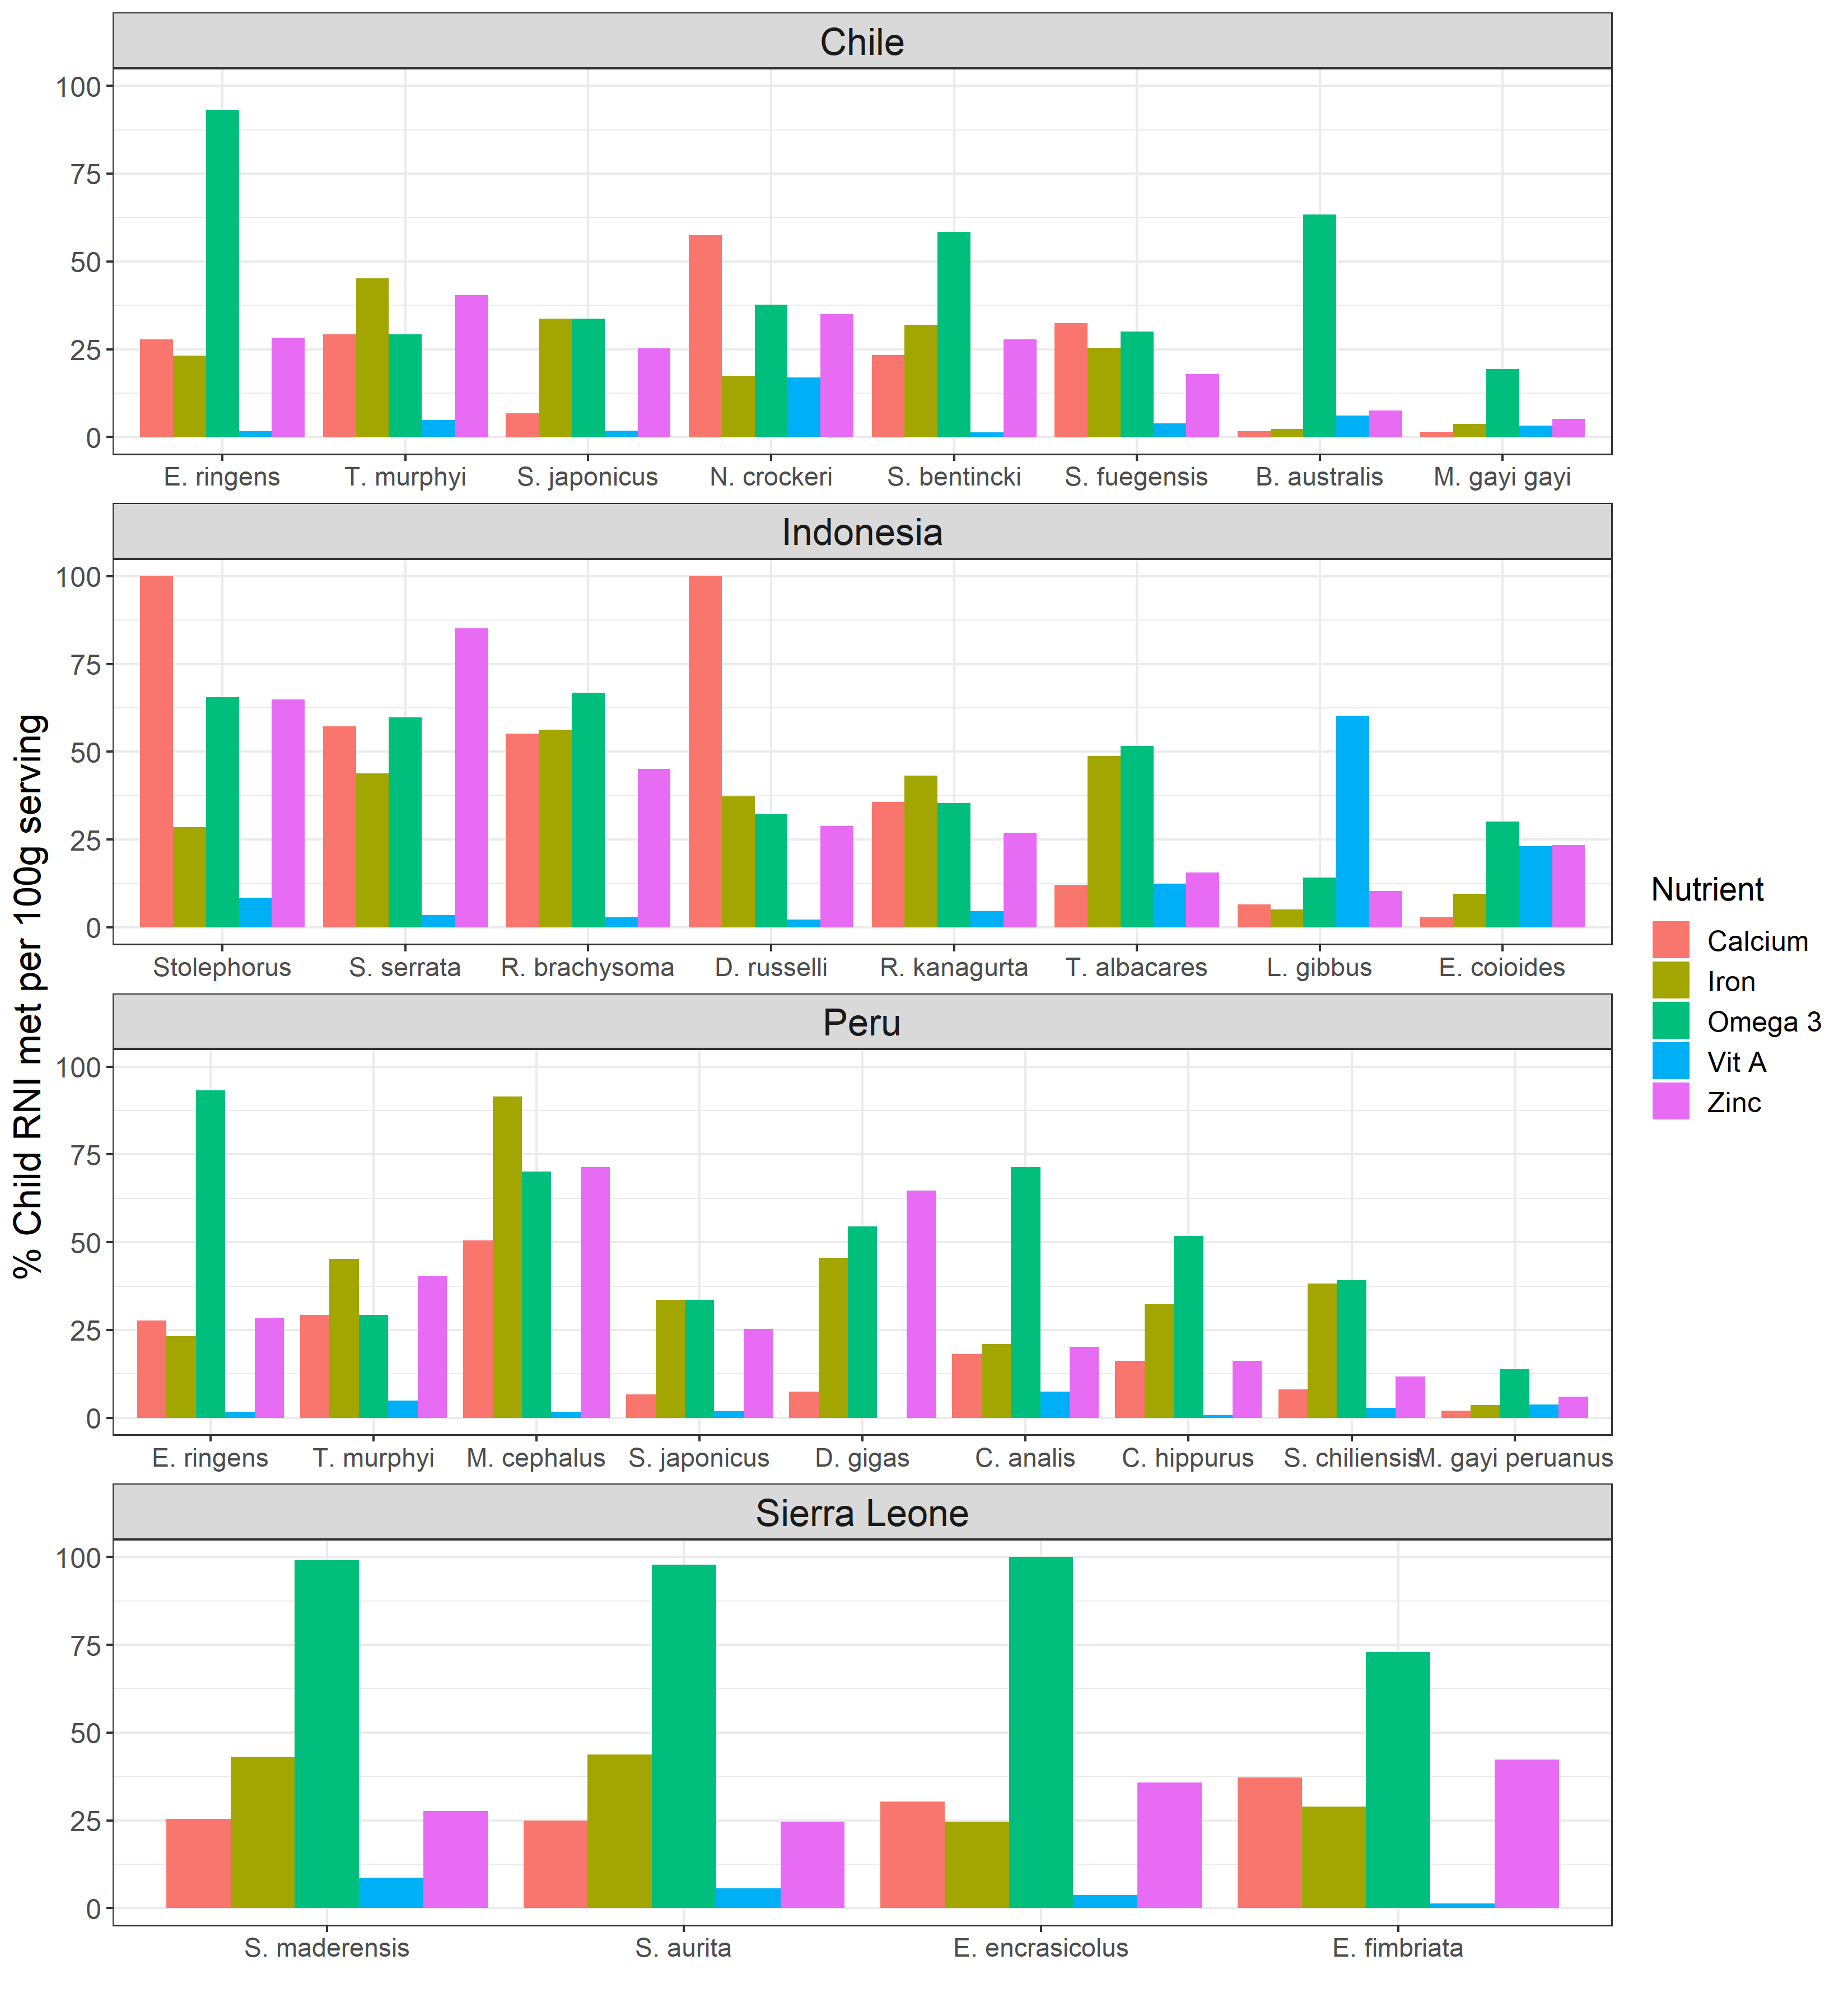 Chile
100
75
50
25
0
E. ringens T. murphyi S. japonicus N. crockeri S. bentincki S. fuegensis B. australis M. gayi gayi
Indonesia
100
75
50
25
0
Stolephorus S. serrata R. brachysoma D. russelli R. kanagurta T. albacares L. gibbus E. coioides
Peru
100
75
50
25
0
E. ringens T. murphyi M. cephalus S. japonicus D. gigas C. analis C. hippurus S. chiliensis M. gayi peruanus
Sierra Leone
100
75
50
25
0
S. maderensis S. aurita E. encrasicolus E. fimbriata
% Child RNI met per 100g serving
Nutrient
Calcium
Iron
Omega 3
Vit A
Zinc